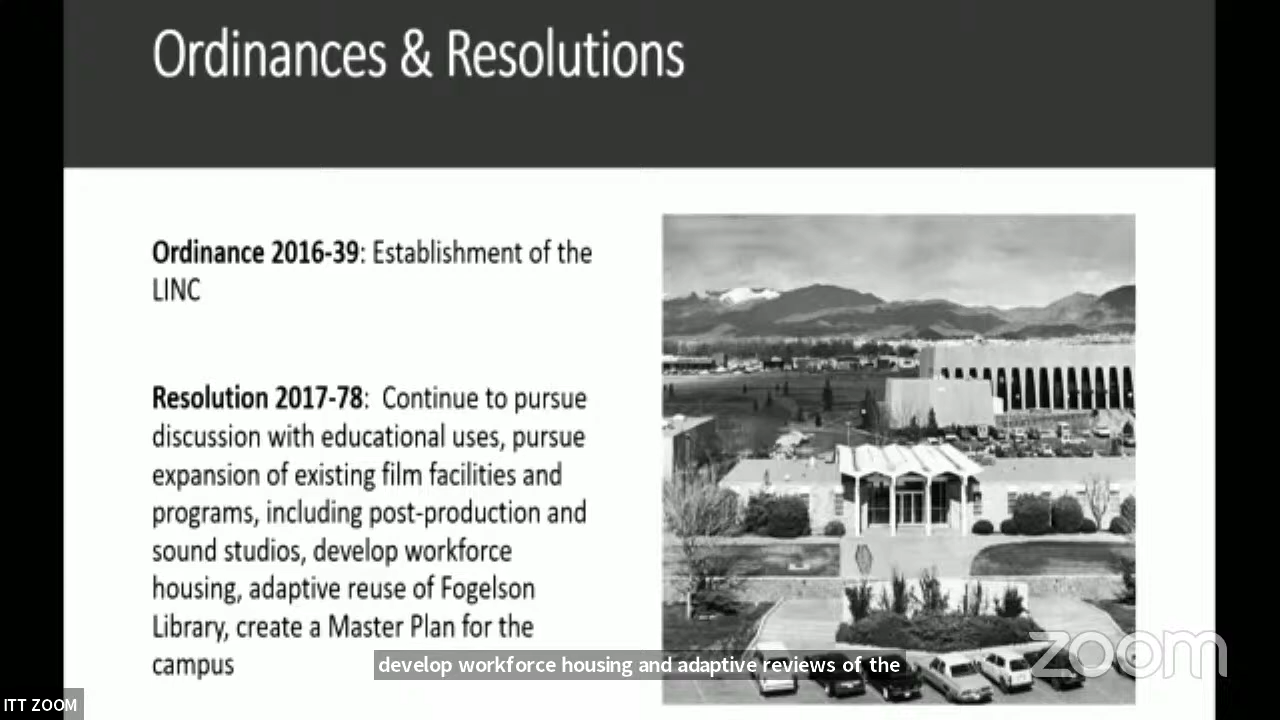 Ordinances & Resolutions
Ordinance 2016-39: Establishment of the
LINC
Resolution 2017-78: Continue to pursue
discussion with educational uses, pursue
expansion of existing film facilities and
programs, including post-production and
sound studios, develop workforce
housing, adaptive reuse of Fogelson
Library, create a Master Plan for the
campus
develop workforce housing and adaptive reviews of the
zoom
ITT ZOOM